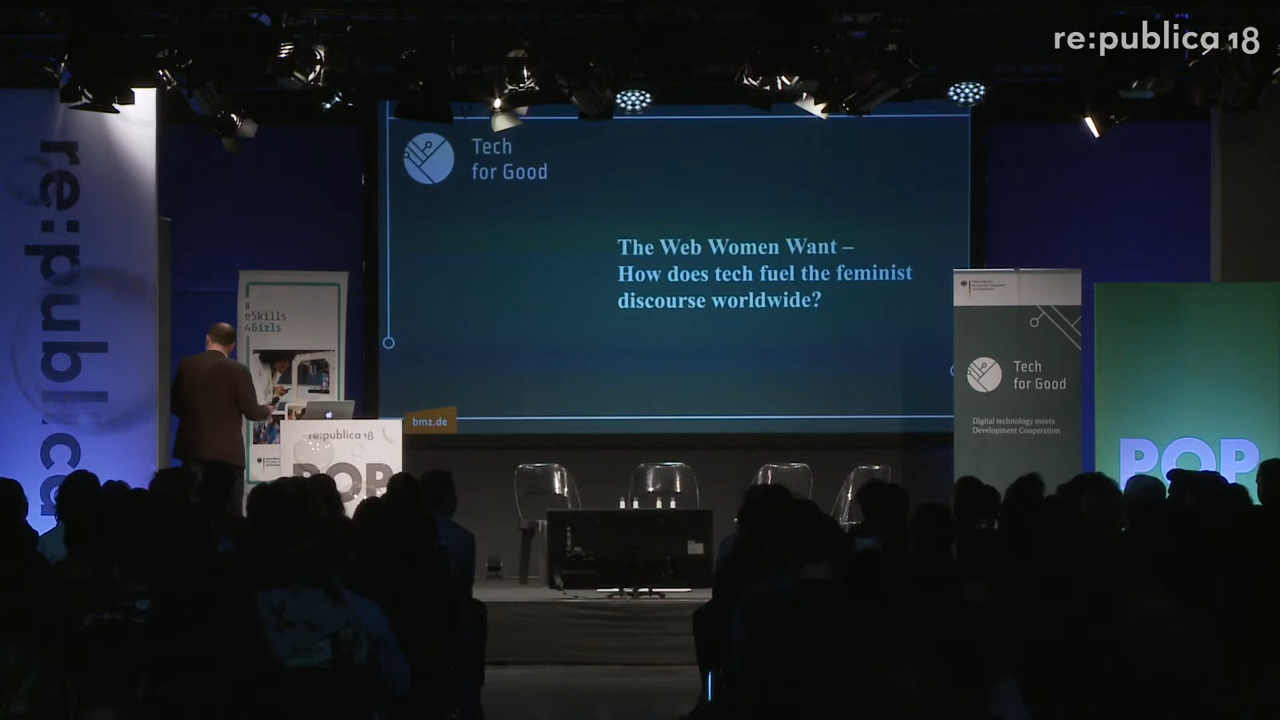 re:publica 18
re:publica
Tech
for Good
The Web Women Want –
How does tech fuel the feminist
discourse worldwide?
#
eSkills
4Girls
bmz.de
re:publica 18
POP
Tech
for Good
Digital technology meets
Development Cooperation
POP